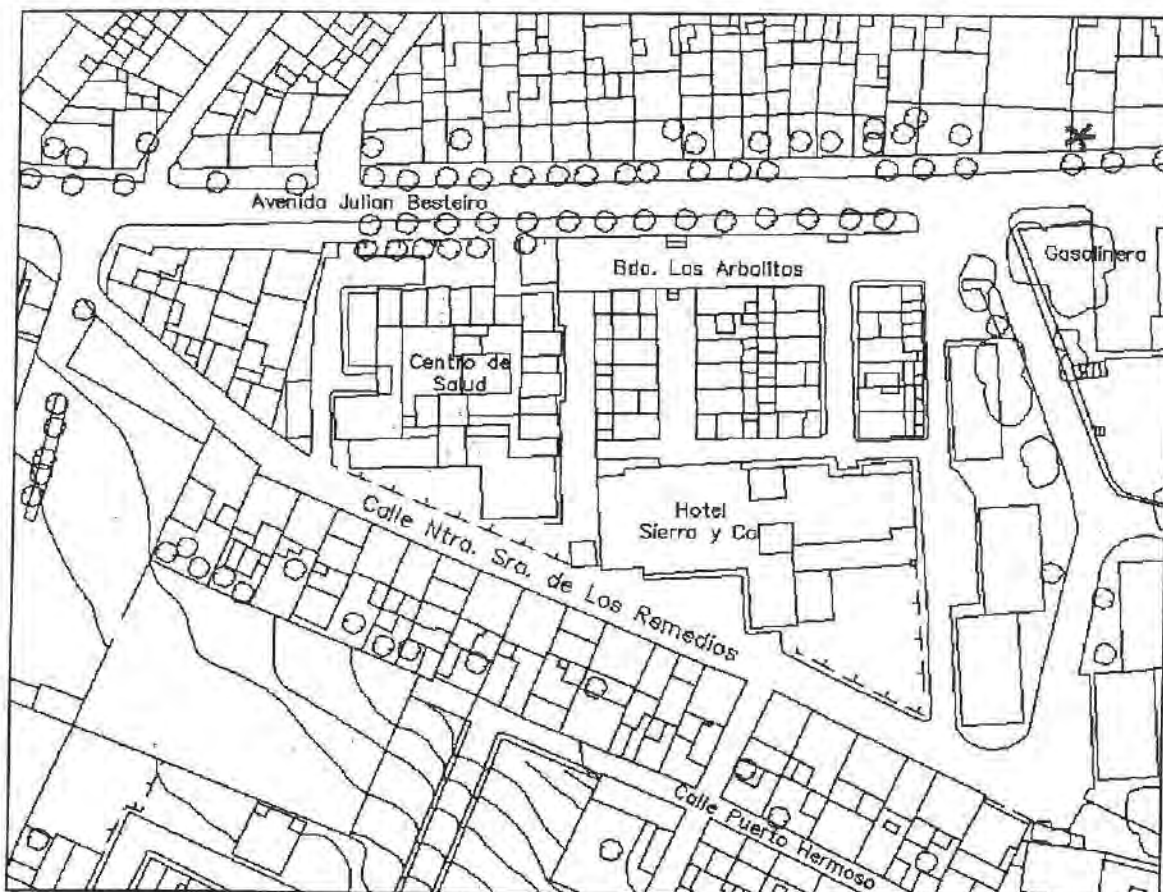 Avenida Julian Besteiro
Bda. Los Arbolitos
Gasolinera
Centro de
Salud
Hotel
Sierra y Cal
Calle Ntra. Sra. de Los Remedios
Calle Puerto Hermoso